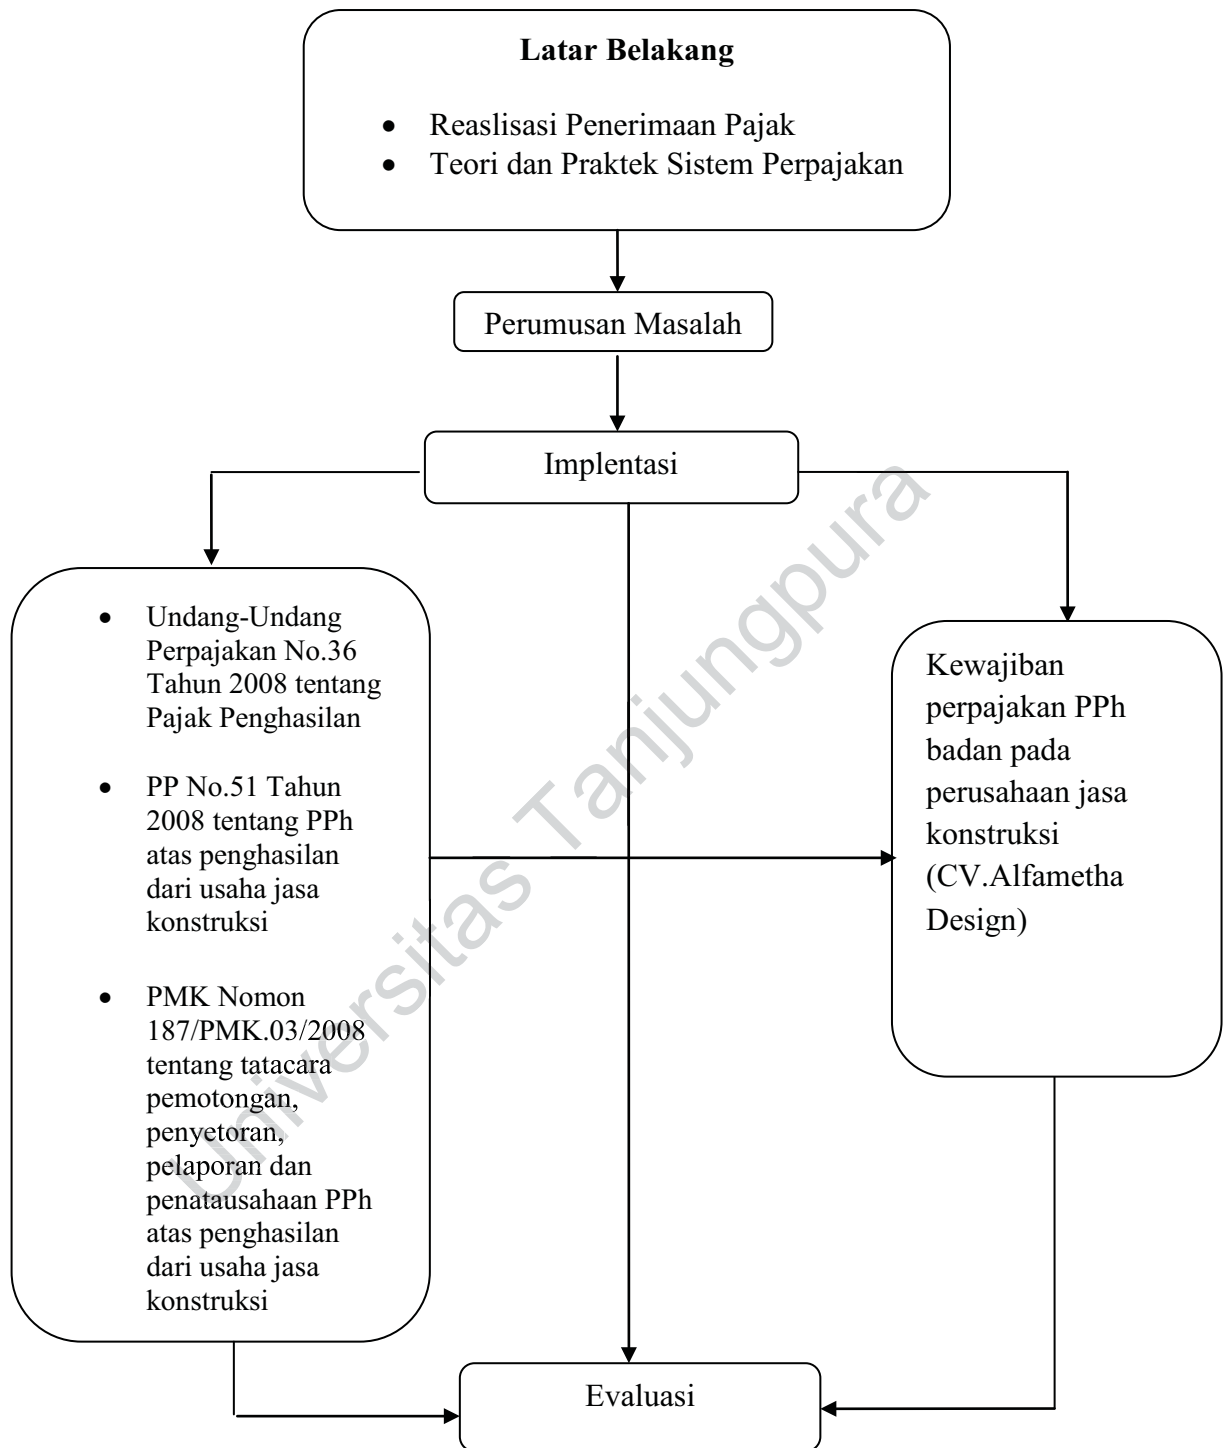 Latar Belakang
• Reaslisasi Penerimaan Pajak
• Teori dan Praktek Sistem Perpajakan
Perumusan Masalah
Implentasi
• Undang-Undang
Perpajakan No.36
Tahun 2008 tentang
Pajak Penghasilan
• PP No.51 Tahun
2008 tentang PPh
atas penghasilan
dari usaha jasa
konstruksi
• PMK Nomon
187/PMK.03/2008
tentang tatacara
pemotongan,
penyetoran,
pelaporan dan
penatausahaan PPh
atas penghasilan
dari usaha jasa
konstruksi
Kewajiban
perpajakan PPh
badan pada
perusahaan jasa
konstruksi
(CV.Alfametha
Design)
Evaluasi
Universitas Tanjungpura